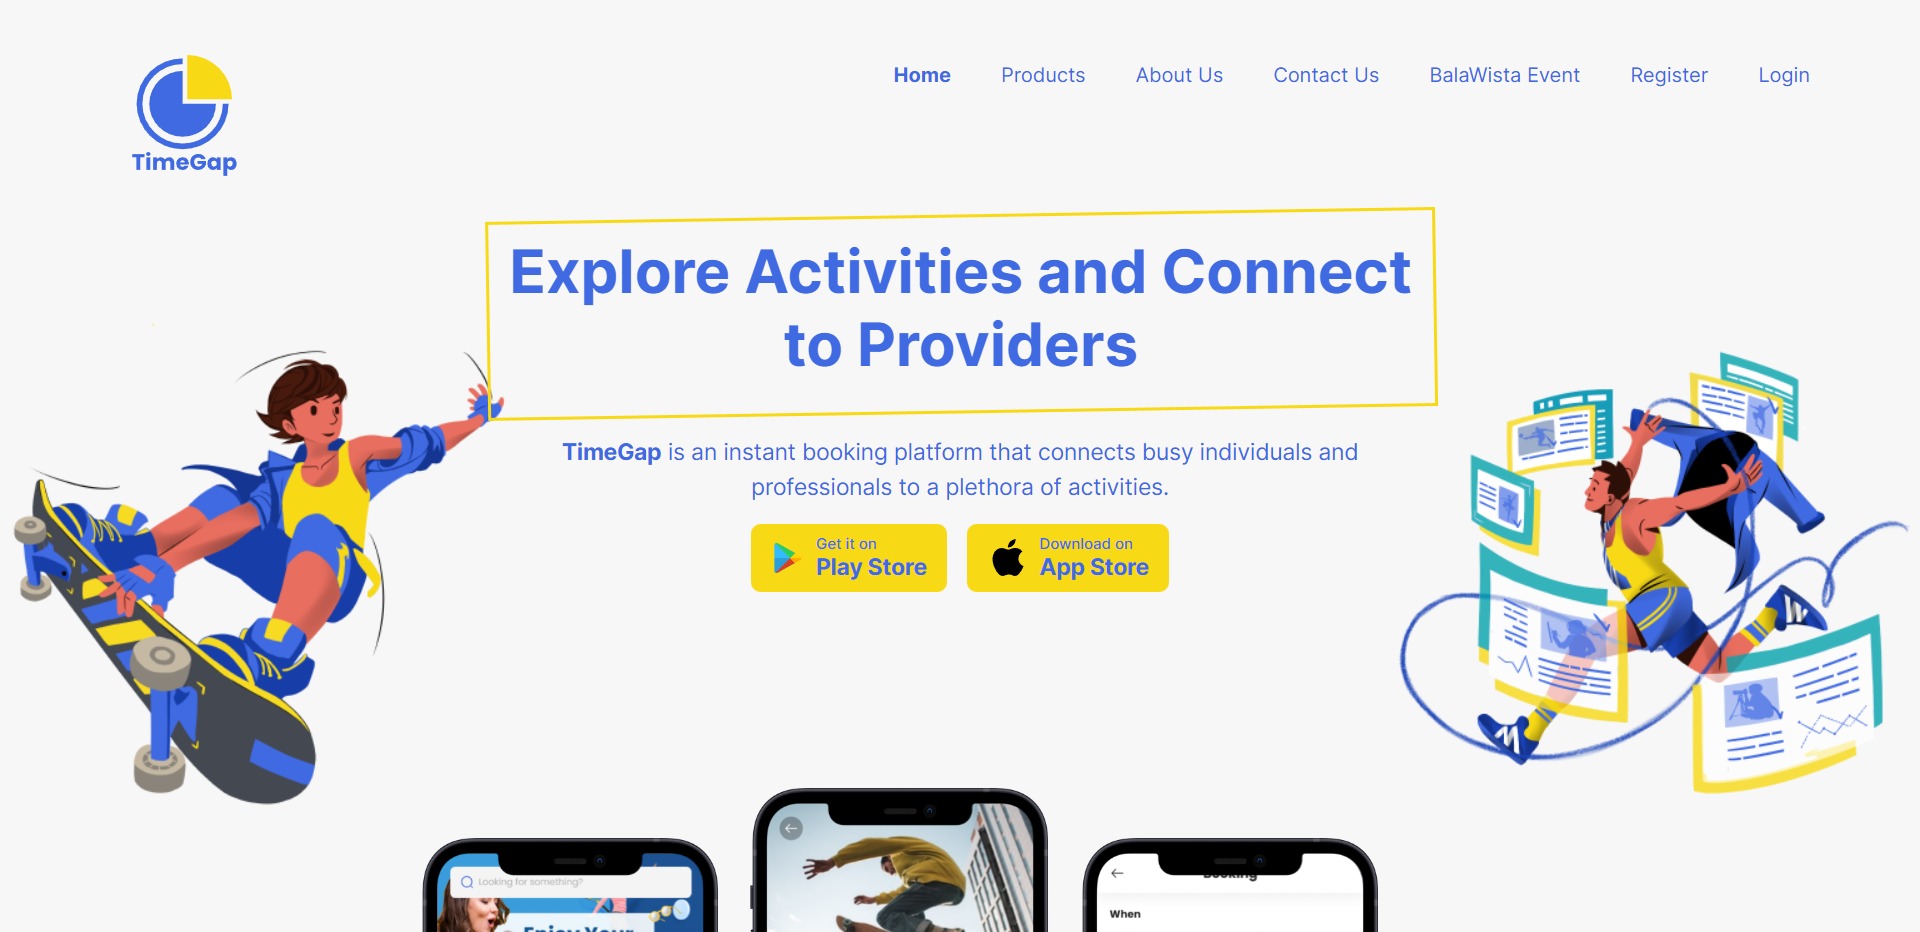 TimeGap
Home
Products
About Us
Contact Us
BalaWista Event
Register
Login
Explore Activities and Connect
to Providers
TimeGap is an instant booking platform that connects busy individuals and
professionals to a plethora of activities.
Get it on
Play Store
Download on
App Store
Looking for something?
Enjoy Your
Booking
When